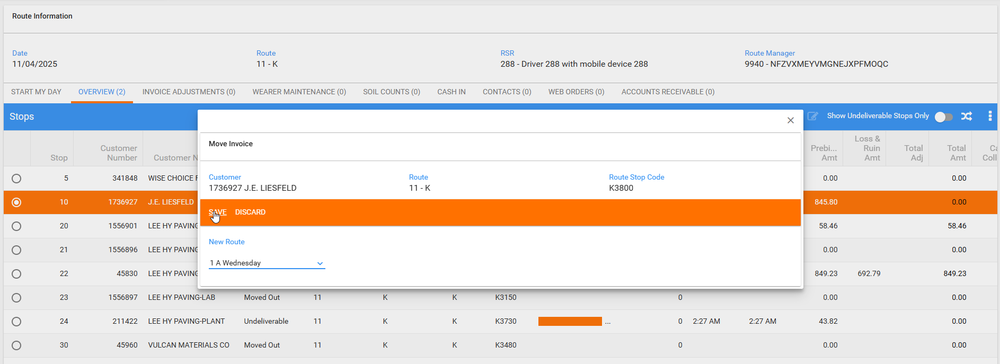 Route Information
Date Route RSR Route Manager
11/04/2025 11 - K 288 - Driver 288 with mobile device 288 9940 - NFZVXMEYVMGNEJXPFMOQC
START MY DAY OVERVIEW (2) INVOICE ADJUSTMENTS (0) WEARER MAINTENANCE (0) SOIL COUNTS (0) CASH IN CONTACTS (0) WEB ORDERS (0) ACCOUNTS RECEIVABLE (0)
Stops Show Undeliverable Stops Only
Stop Customer Number Customer N Prebi... Amt Loss & Ruin Amt Total Adj Total Amt Ca Coll
5 341848 WISE CHOICE F 0.00 0.00
10 1736927 J.E. LIESFELD 845.80 0.00
20 1556901 LEE HY PAVING 58.46 58.46
21 1556896 LEE HY PAVING 0.00 0.00
22 45830 LEE HY PAVING 849.23 692.79 849.23
23 1556897 LEE HY PAVING-LAB Moved Out 11 K K K3150 0 0.00 0.00
24 211422 LEE HY PAVING-PLANT Undeliverable 11 K K K3730 ... 0 2:27 AM 2:27 AM 43.82 0.00
30 45960 VULCAN MATERIALS CO Moved Out 11 K K K3480 0 0.00 0.00
Move Invoice
Customer Route Route Stop Code
1736927 J.E. LIESFELD 11 - K K3800
SAVE DISCARD
New Route
1 A Wednesday